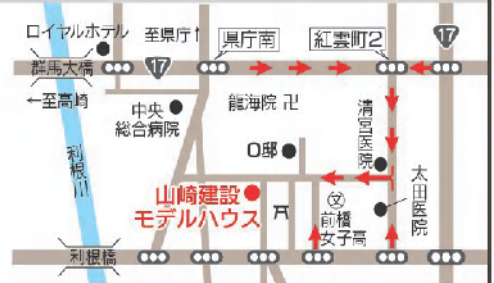 ロイヤルホテル
至県庁↑
県庁南
紅雲町2
17
群馬大橋
17
←至高崎
中央
総合病院
龍海院 卍
清宮医院
O邸
利根川
山崎建設
モデルハウス
文
前橋
女子高
太田医院
利根橋